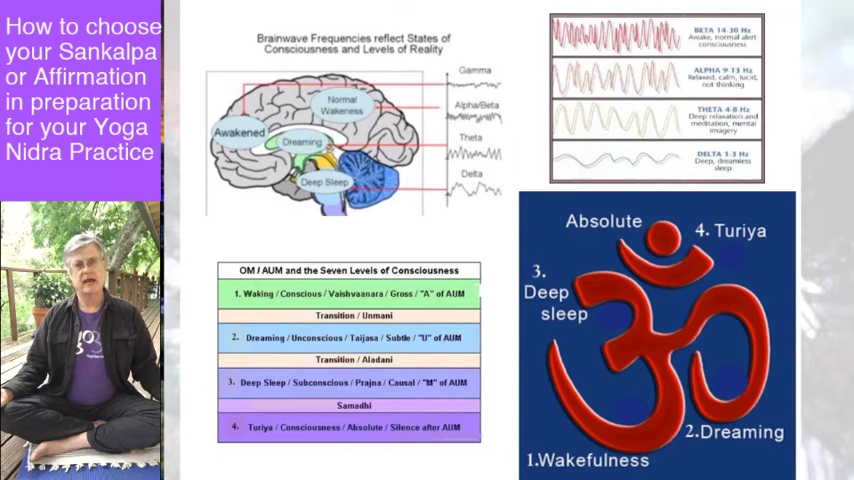 How to choose
your Sankalpa
or Affirmation
in preparation
for your Yoga
Nidra Practice
Brainwave Frequencies reflect States of
Consciousness and Levels of Reality
Gamma
Normal
Wakeness
Alpha/Beta
Awakened
Dreaming
Theta
Deep Sleep
Delta
BETA 14-30 Hz
Awake, normal alert
consciousness
ALPHA 9-13 Hz
Relaxed, calm, lucid,
not thinking
THETA 4-8 Hz
Deep relaxation and
meditation, mental
imagery
DELTA 1-3 Hz
Deep, dreamless
sleep
OM / AUM and the Seven Levels of Consciousness
1. Waking / Conscious / Vaishvaanara / Gross / "A" of AUM
Transition / Unmani
2. Dreaming / Unconscious / Taijasa / Subtle / "U" of AUM
Transition / Aladani
3. Deep Sleep / Subconscious / Prajna / Causal / "M" of AUM
Samadhi
4. Turiya / Consciousness / Absolute / Silence after AUM
Absolute
4. Turiya
3.
Deep
sleep
2.Dreaming
1.Wakefulness